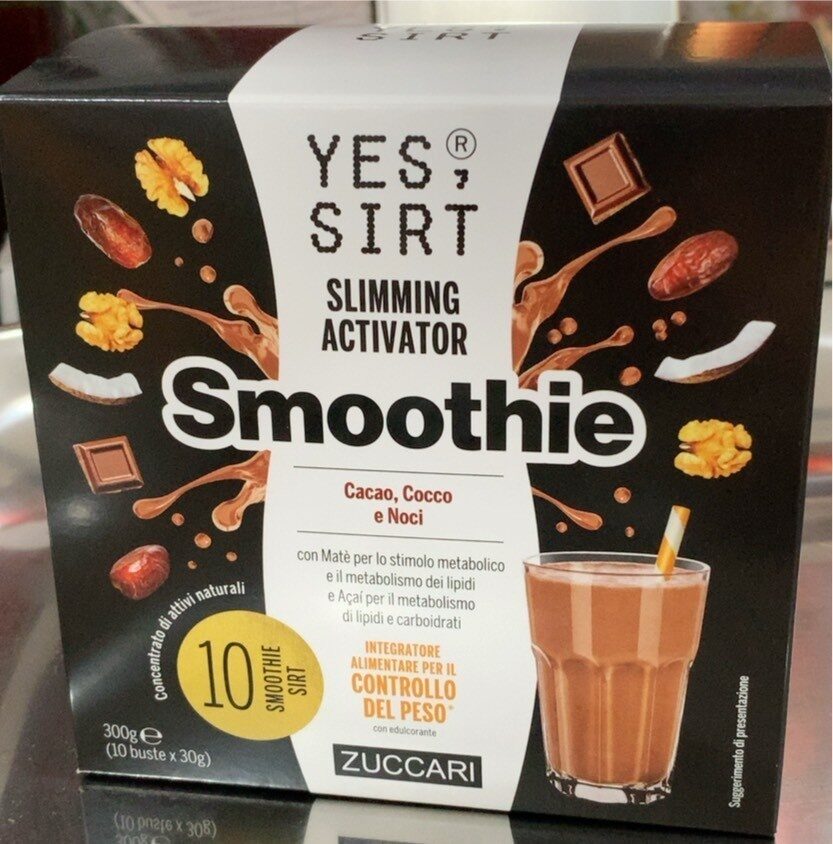 YES,®
SIRT
SLIMMING
ACTIVATOR
Smoothie
Cacao, Cocco
e Noci
con Matè per lo stimolo metabolico
e il metabolismo dei lipidi
e Açaí per il metabolismo
di lipidi e carboidrati
INTEGRATORE
ALIMENTARE PER IL
CONTROLLO
DEL PESO*
con edulcorante
ZUCCARI
Concentrato di attivi naturali
10
SMOOTHIE
SIRT
300g ℮
(10 buste x 30g)
Suggerimento di presentazione